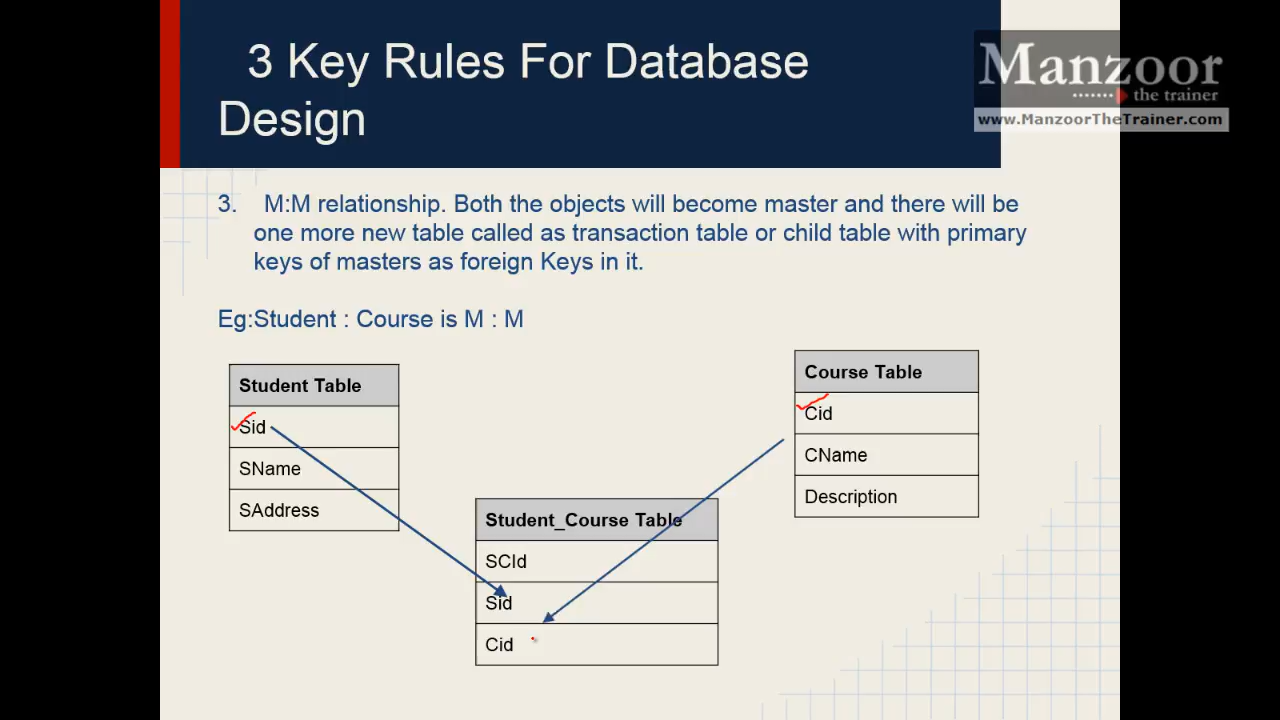 3 Key Rules For Database
Design
Manzoor
the trainer
www.ManzoorTheTrainer.com
3. M:M relationship. Both the objects will become master and there will be
one more new table called as transaction table or child table with primary
keys of masters as foreign Keys in it.
Eg:Student : Course is M : M
Student Table
Sid
SName
SAddress
Course Table
Cid
CName
Description
Student_Course Table
SCId
Sid
Cid